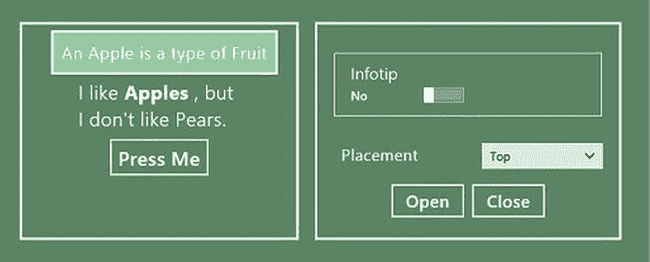 An Apple is a type of Fruit
I like Apples , but
I don't like Pears.
Press Me
Infotip
No
Placement
Top
Open
Close